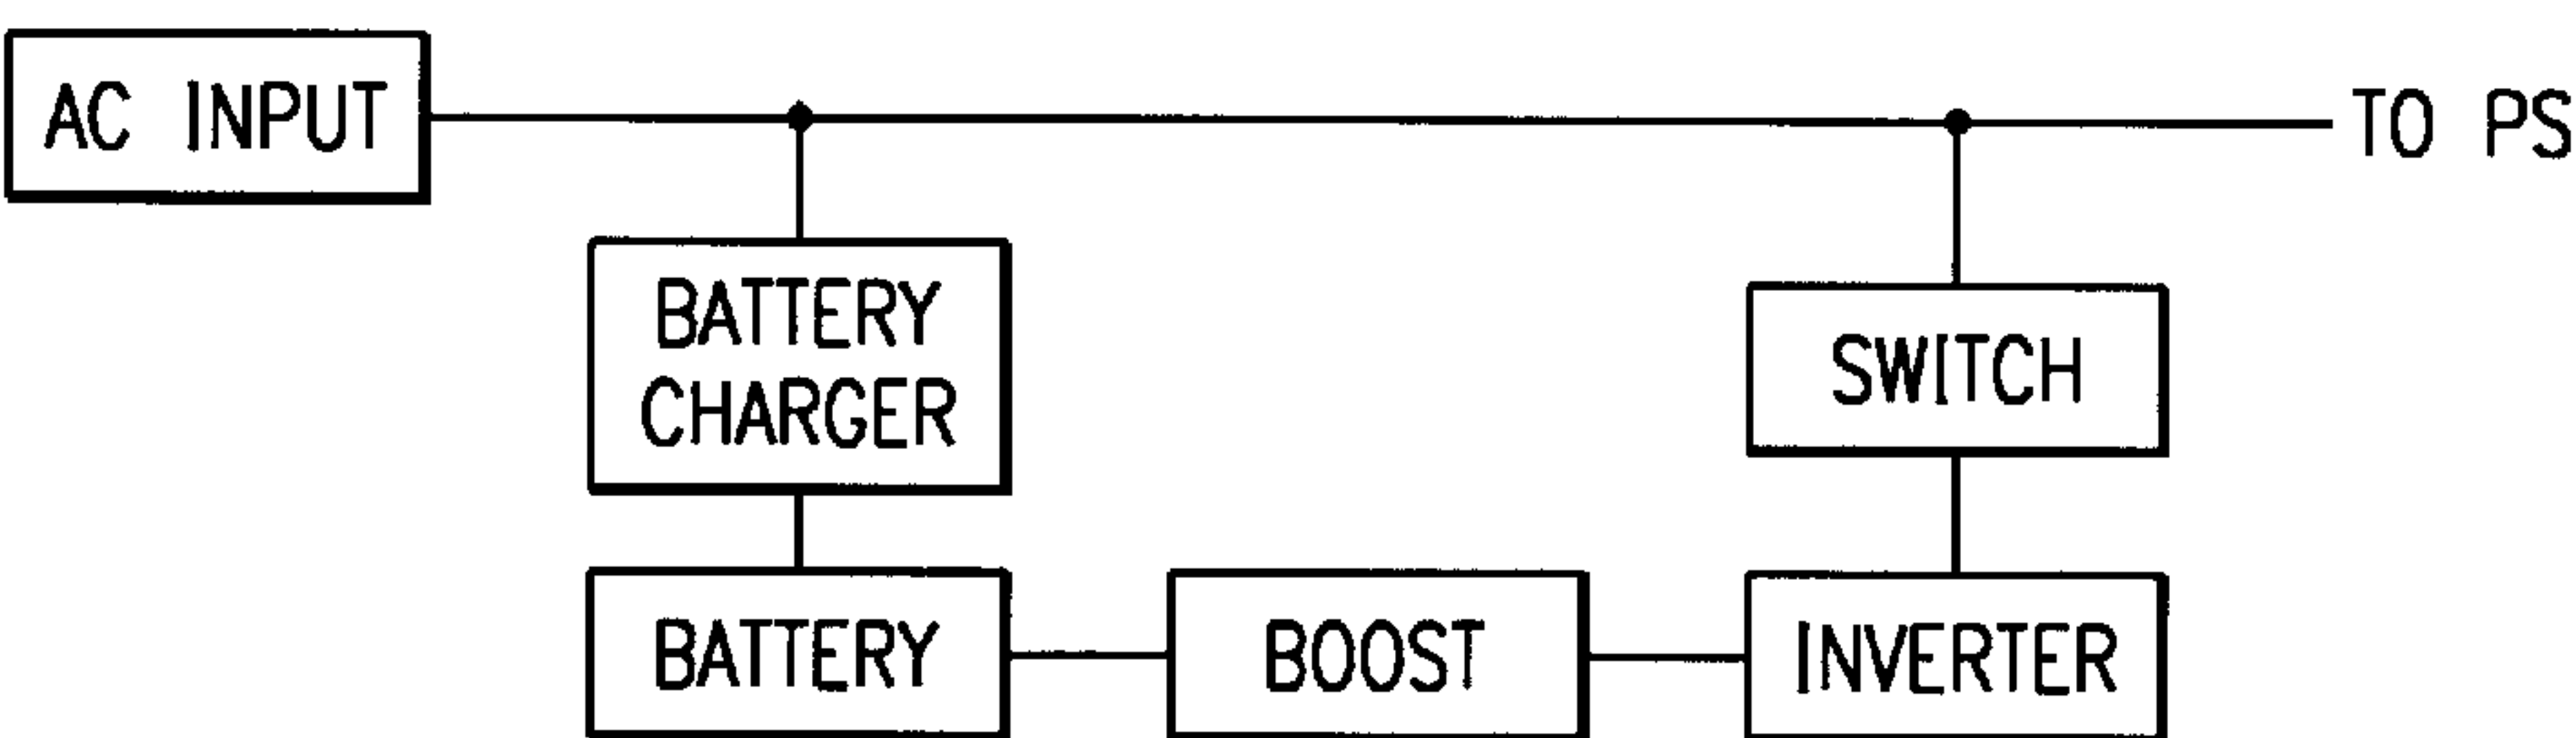 AC INPUT
TO PS
BATTERY
CHARGER
SWITCH
BATTERY
BOOST
INVERTER